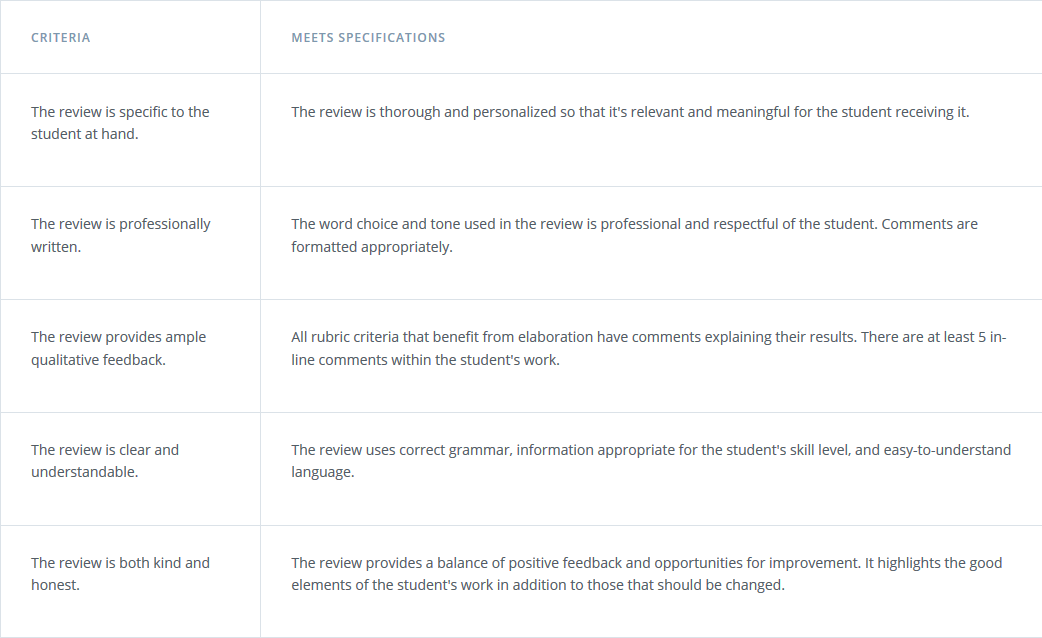 CRITERIA
MEETS SPECIFICATIONS
The review is specific to the
student at hand.
The review is thorough and personalized so that it's relevant and meaningful for the student receiving it.
The review is professionally
written.
The word choice and tone used in the review is professional and respectful of the student. Comments are
formatted appropriately.
The review provides ample
qualitative feedback.
All rubric criteria that benefit from elaboration have comments explaining their results. There are at least 5 in-
line comments within the student's work.
The review is clear and
understandable.
The review uses correct grammar, information appropriate for the student's skill level, and easy-to-understand
language.
The review is both kind and
honest.
The review provides a balance of positive feedback and opportunities for improvement. It highlights the good
elements of the student's work in addition to those that should be changed.